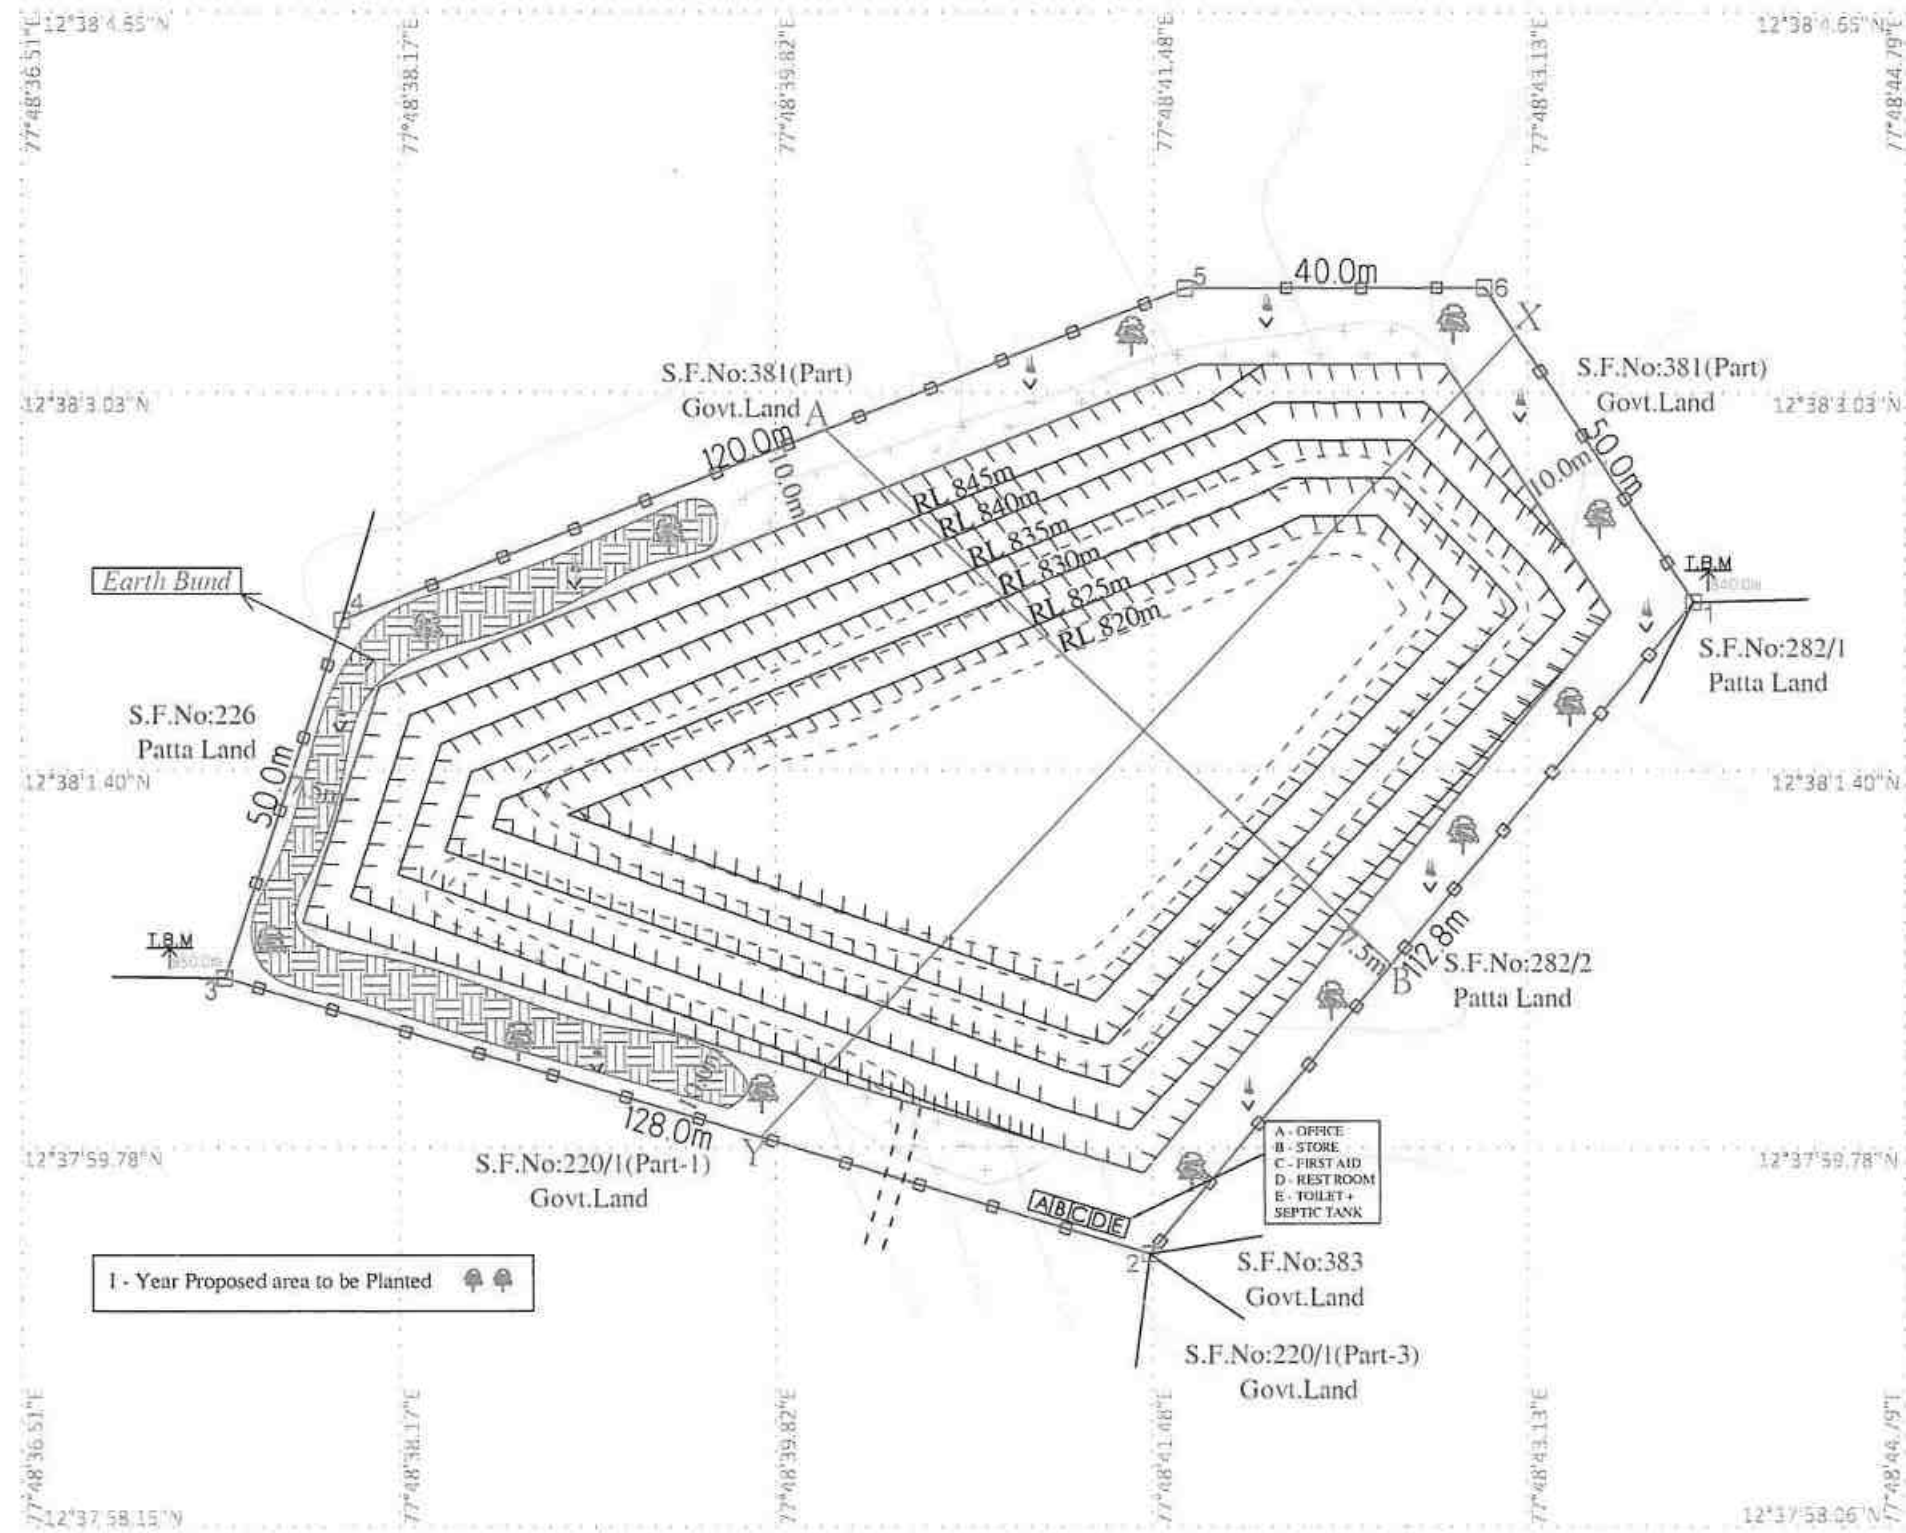 12°38'4.65"N
12°38'4.65"N
77°48'36.51"E
77°48'38.17"E
77°48'39.82"E
77°48'41.48"E
77°48'43.13"E
77°48'44.79"E
5
40.0m
6
X
S.F.No:381(Part)
Govt.Land
S.F.No:381(Part)
Govt.Land
12°38'3.03"N
12°38'3.03"N
A
120.0m
10.0m
50.0m
10.0m
RL 845m
RL 840m
RL 835m
RL 830m
RL 825m
RL 820m
Earth Bund
4
T.B.M
840.0m
1
S.F.No:282/1
Patta Land
S.F.No:226
Patta Land
50.0m
12°38'1.40"N
12°38'1.40"N
T.B.M
3
7.5m
112.8m
B
S.F.No:282/2
Patta Land
128.0m
Y
S.F.No:220/1(Part-1)
Govt.Land
12°37'59.78"N
12°37'59.78"N
A - OFFICE
B - STORE
C - FIRST AID
D - REST ROOM
E - TOILET +
SEPTIC TANK
A B C D E
2
S.F.No:383
Govt.Land
1 - Year Proposed area to be Planted
S.F.No:220/1(Part-3)
Govt.Land
77°48'36.51"E
77°48'38.17"E
77°48'39.82"E
77°48'41.48"E
77°48'43.13"E
77°48'44.79"E
12°37'58.15"N
12°37'58.06"N